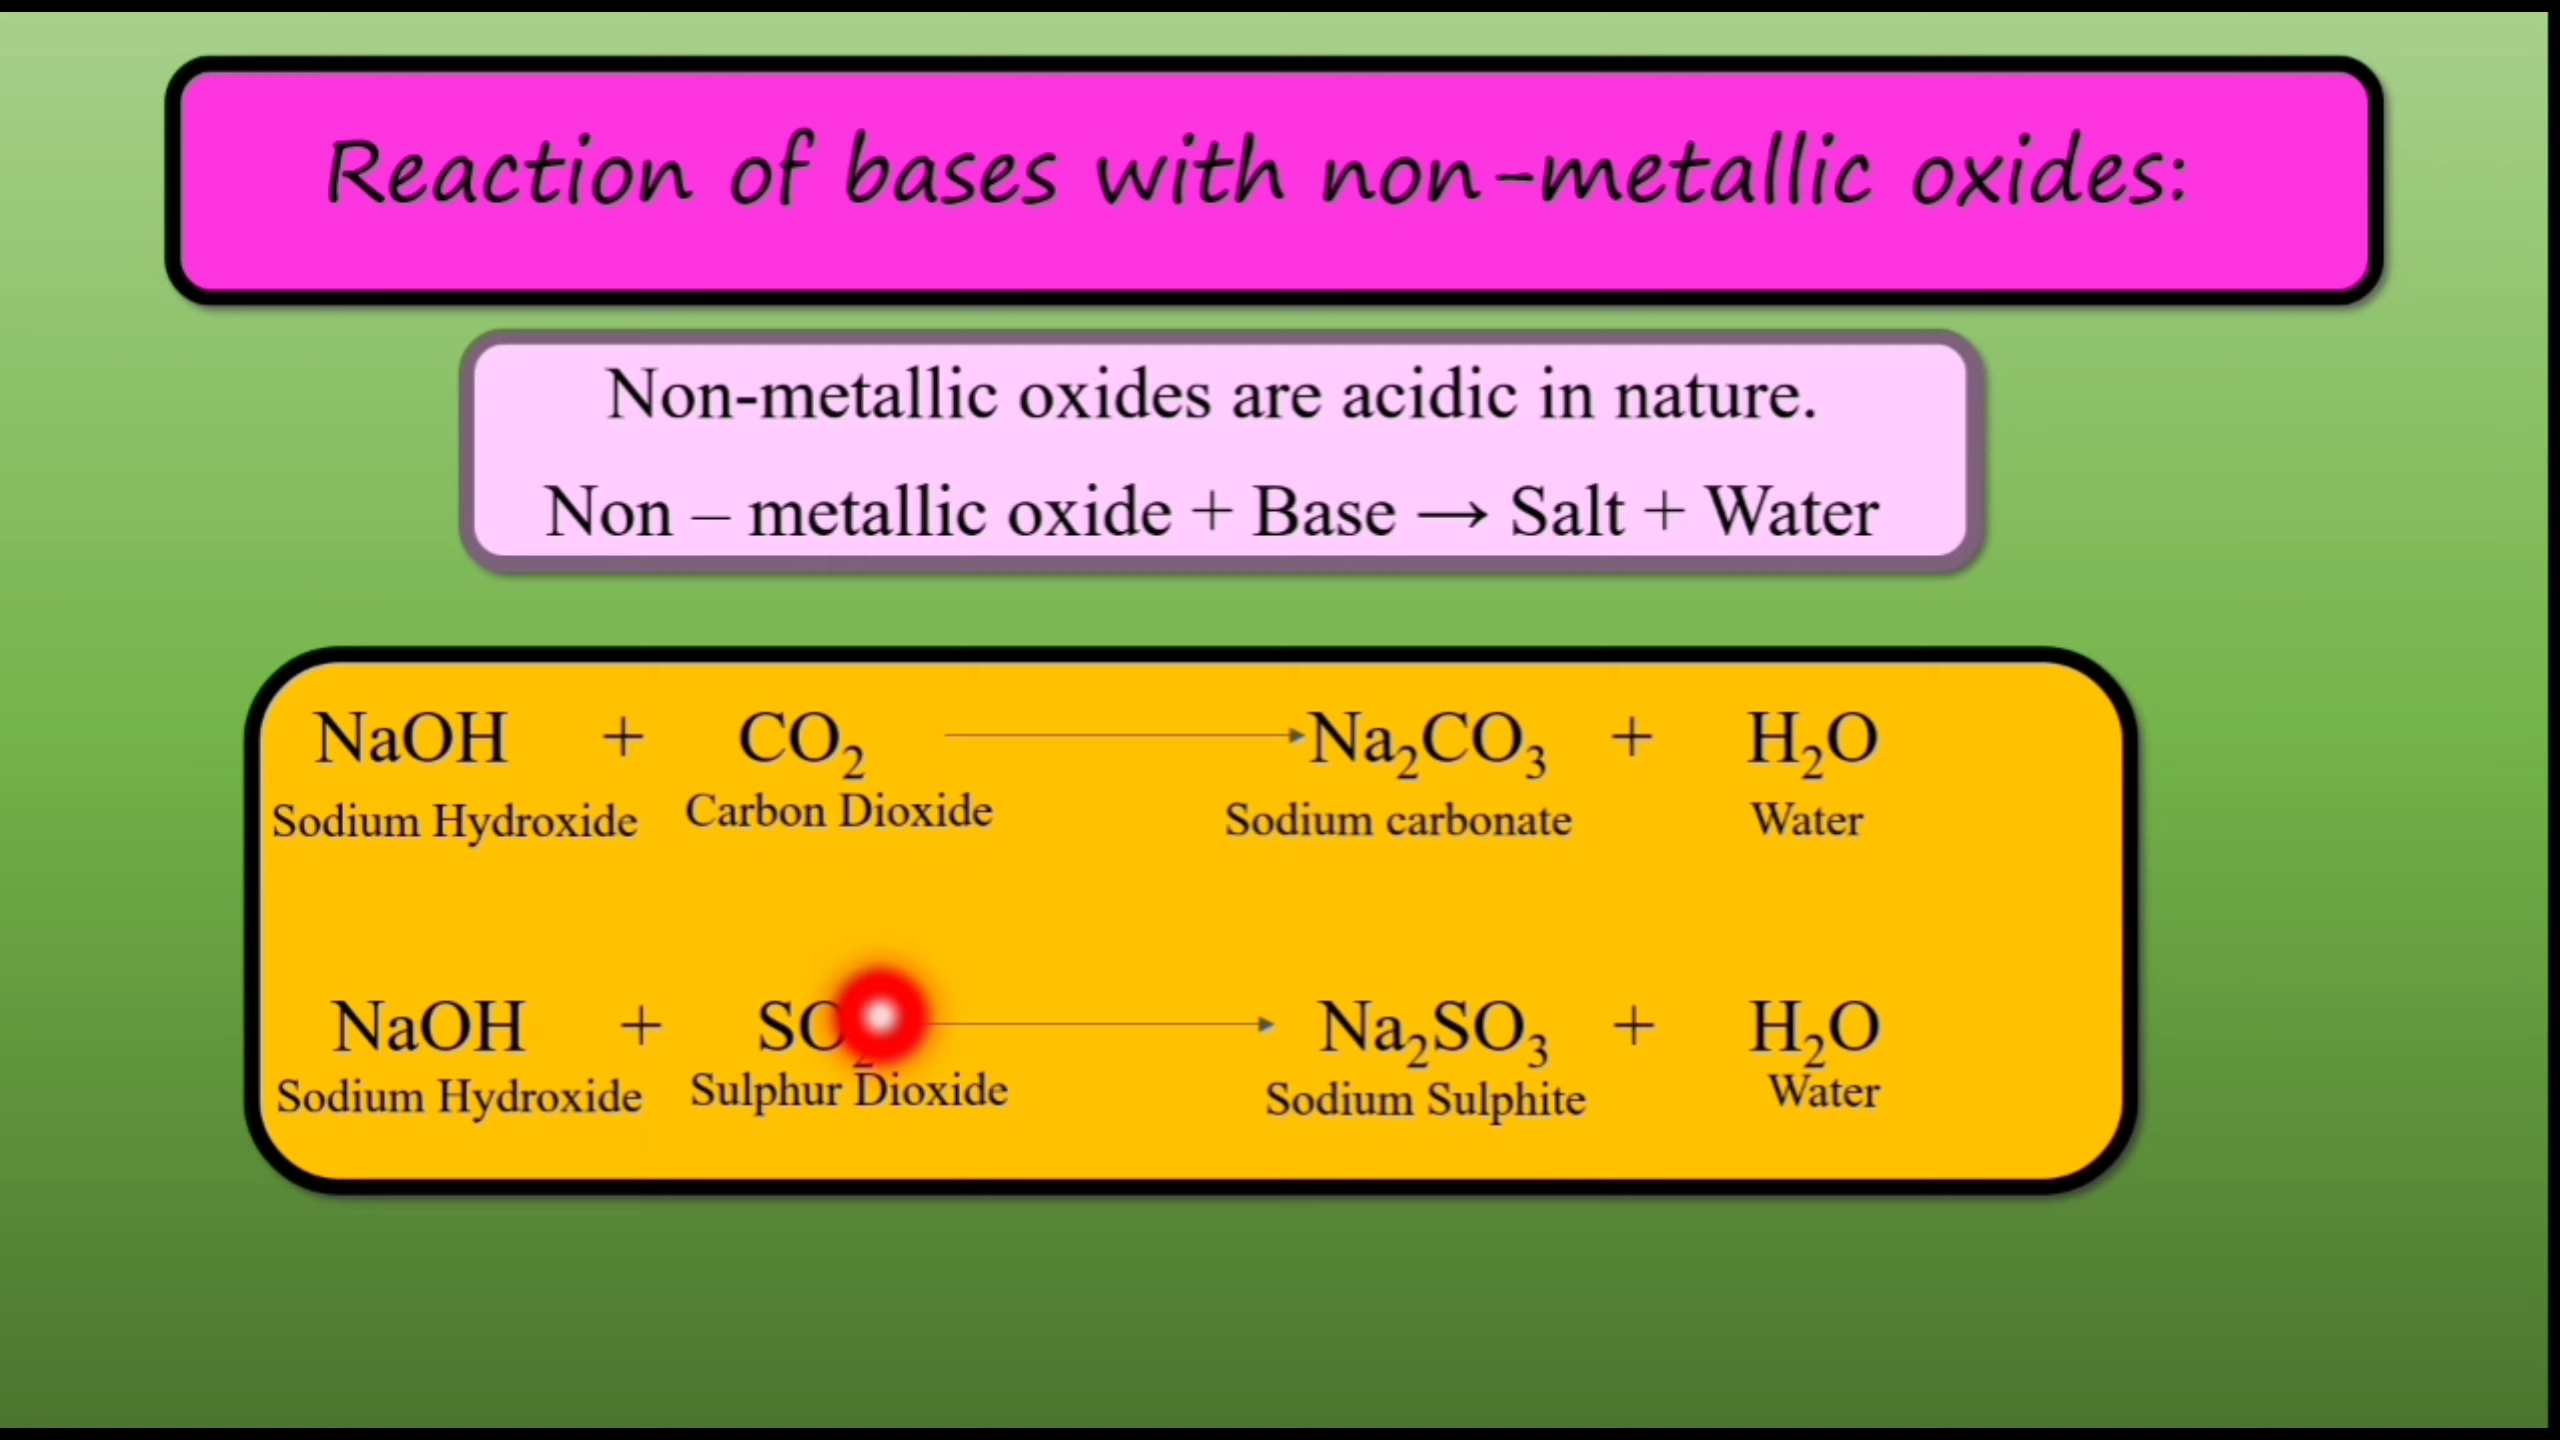 Reaction of bases with non-metallic oxides:
Non-metallic oxides are acidic in nature.
Non – metallic oxide + Base → Salt + Water
NaOH + CO₂ → Na₂CO₃ + H₂O
Sodium Hydroxide Carbon Dioxide Sodium carbonate Water
NaOH + SO₂ → Na₂SO₃ + H₂O
Sodium Hydroxide Sulphur Dioxide Sodium Sulphite Water